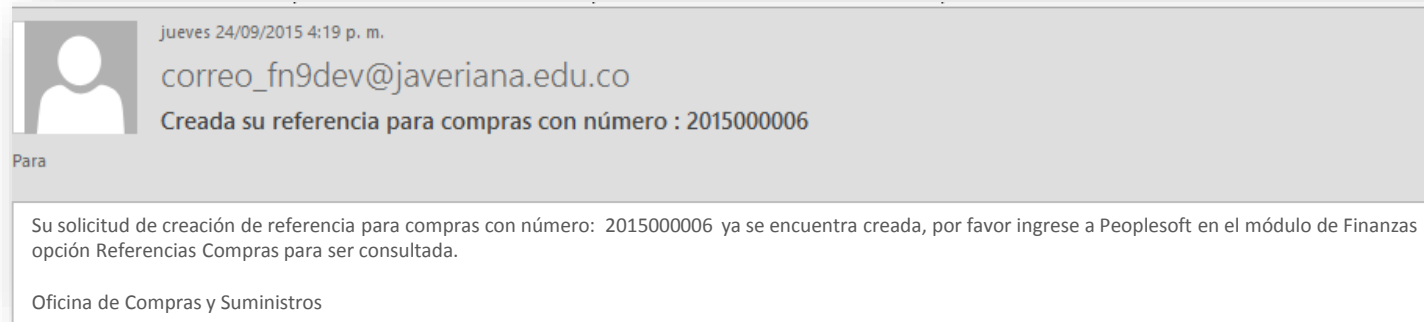 jueves 24/09/2015 4:19 p. m.
correo_fn9dev@javeriana.edu.co
Creada su referencia para compras con número : 2015000006
Para
Su solicitud de creación de referencia para compras con número:  2015000006  ya se encuentra creada, por favor ingrese a Peoplesoft en el módulo de Finanzas
opción Referencias Compras para ser consultada.
Oficina de Compras y Suministros